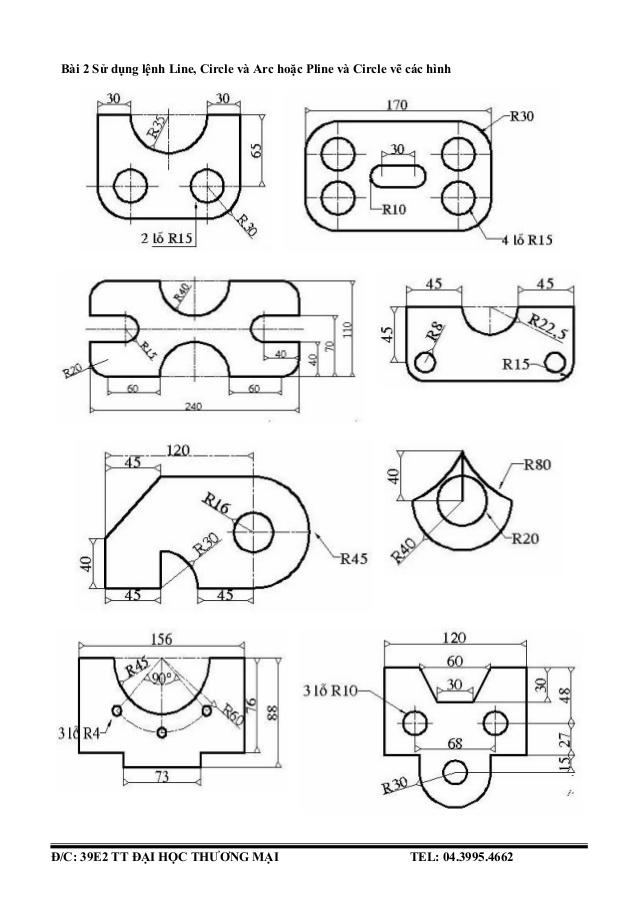 Bài 2 Sử dụng lệnh Line, Circle và Arc hoặc Pline và Circle vẽ các hình
30
30
R35
65
R30
2 lỗ R15
170
R30
30
R10
4 lỗ R15
R40
R15
R20
40
40
70
110
60
60
240
45
45
45
R8
R22,5
R15
120
45
R16
R30
R45
40
45
45
40
R80
R20
R40
156
R45
90°
R60
76
88
3 lỗ R4
73
120
60
30
30
48
3 lỗ R10
68
27
15
R30
Đ/C: 39E2 TT ĐẠI HỌC THƯƠNG MẠI TEL: 04.3995.4662